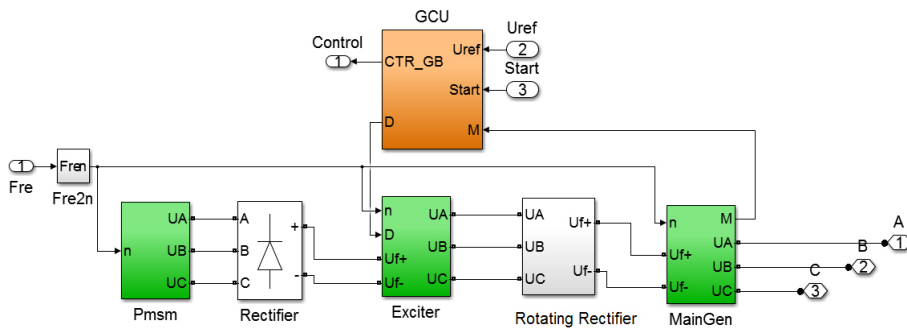 GCU
Control
1
CTR_GB
Uref
Uref
2
Start
Start
3
D
M
1
Fre
Fren
Fre2n
n
UA
UB
UC
Pmsm
A
B
C
+
-
Rectifier
n
D
Uf+
Uf-
UA
UB
UC
Exciter
UA
UB
UC
Uf+
Uf-
Rotating Rectifier
n
Uf+
Uf-
M
UA
UB
UC
MainGen
A
1
B
2
C
3